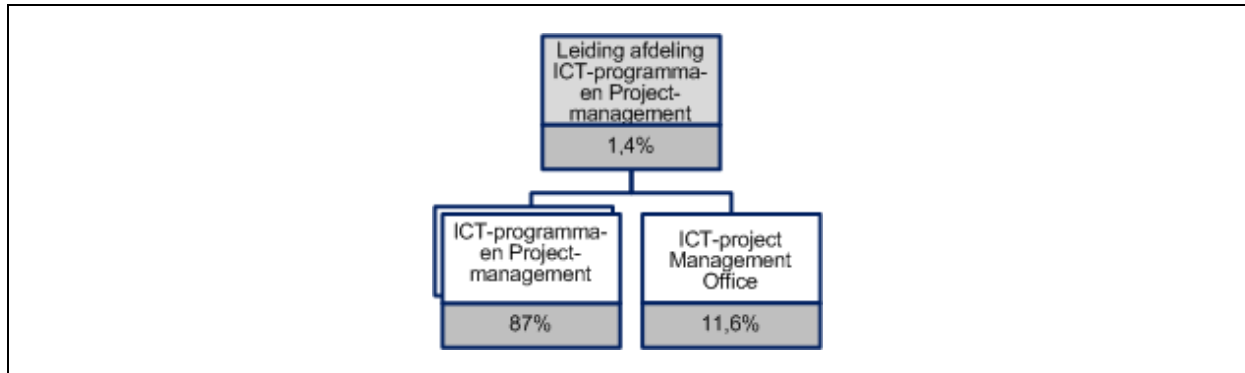 Leiding afdeling
ICT-programma-
en Project-
management
1,4%
ICT-programma-
en Project-
management
87%
ICT-project
Management
Office
11,6%